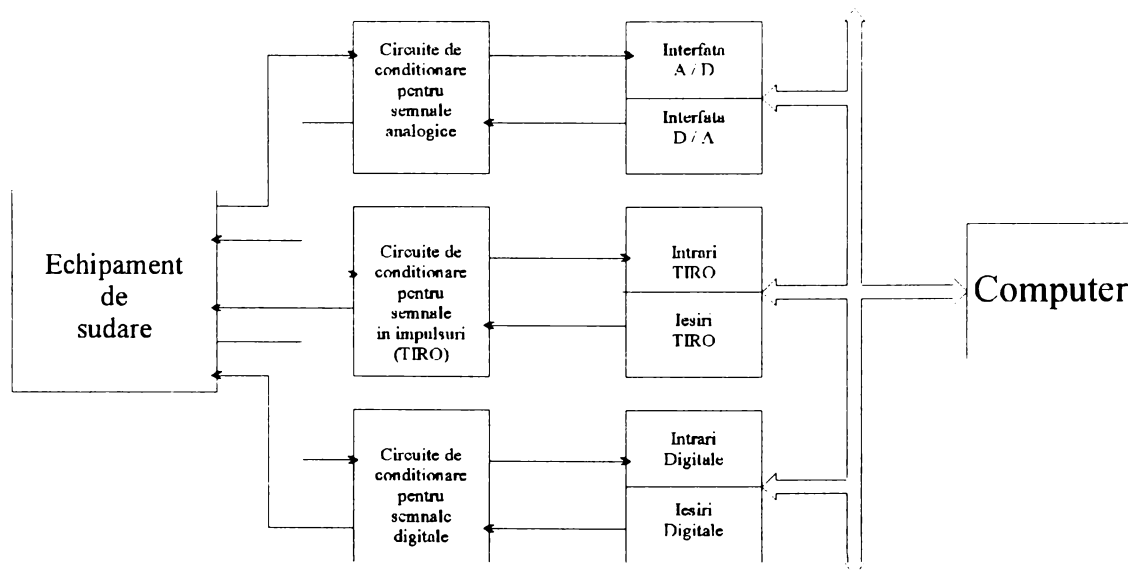 Circuite de
conditionare
pentru
semnale
analogice
Interfata
A / D
Interfata
D / A
Echipament
de
sudare
Circuite de
conditionare
pentru
semnale
in impulsuri
(TIRO)
Intrari
TIRO
Iesiri
TIRO
Computer
Circuite de
conditionare
pentru
semnale
digitale
Intrari
Digitale
Iesiri
Digitale